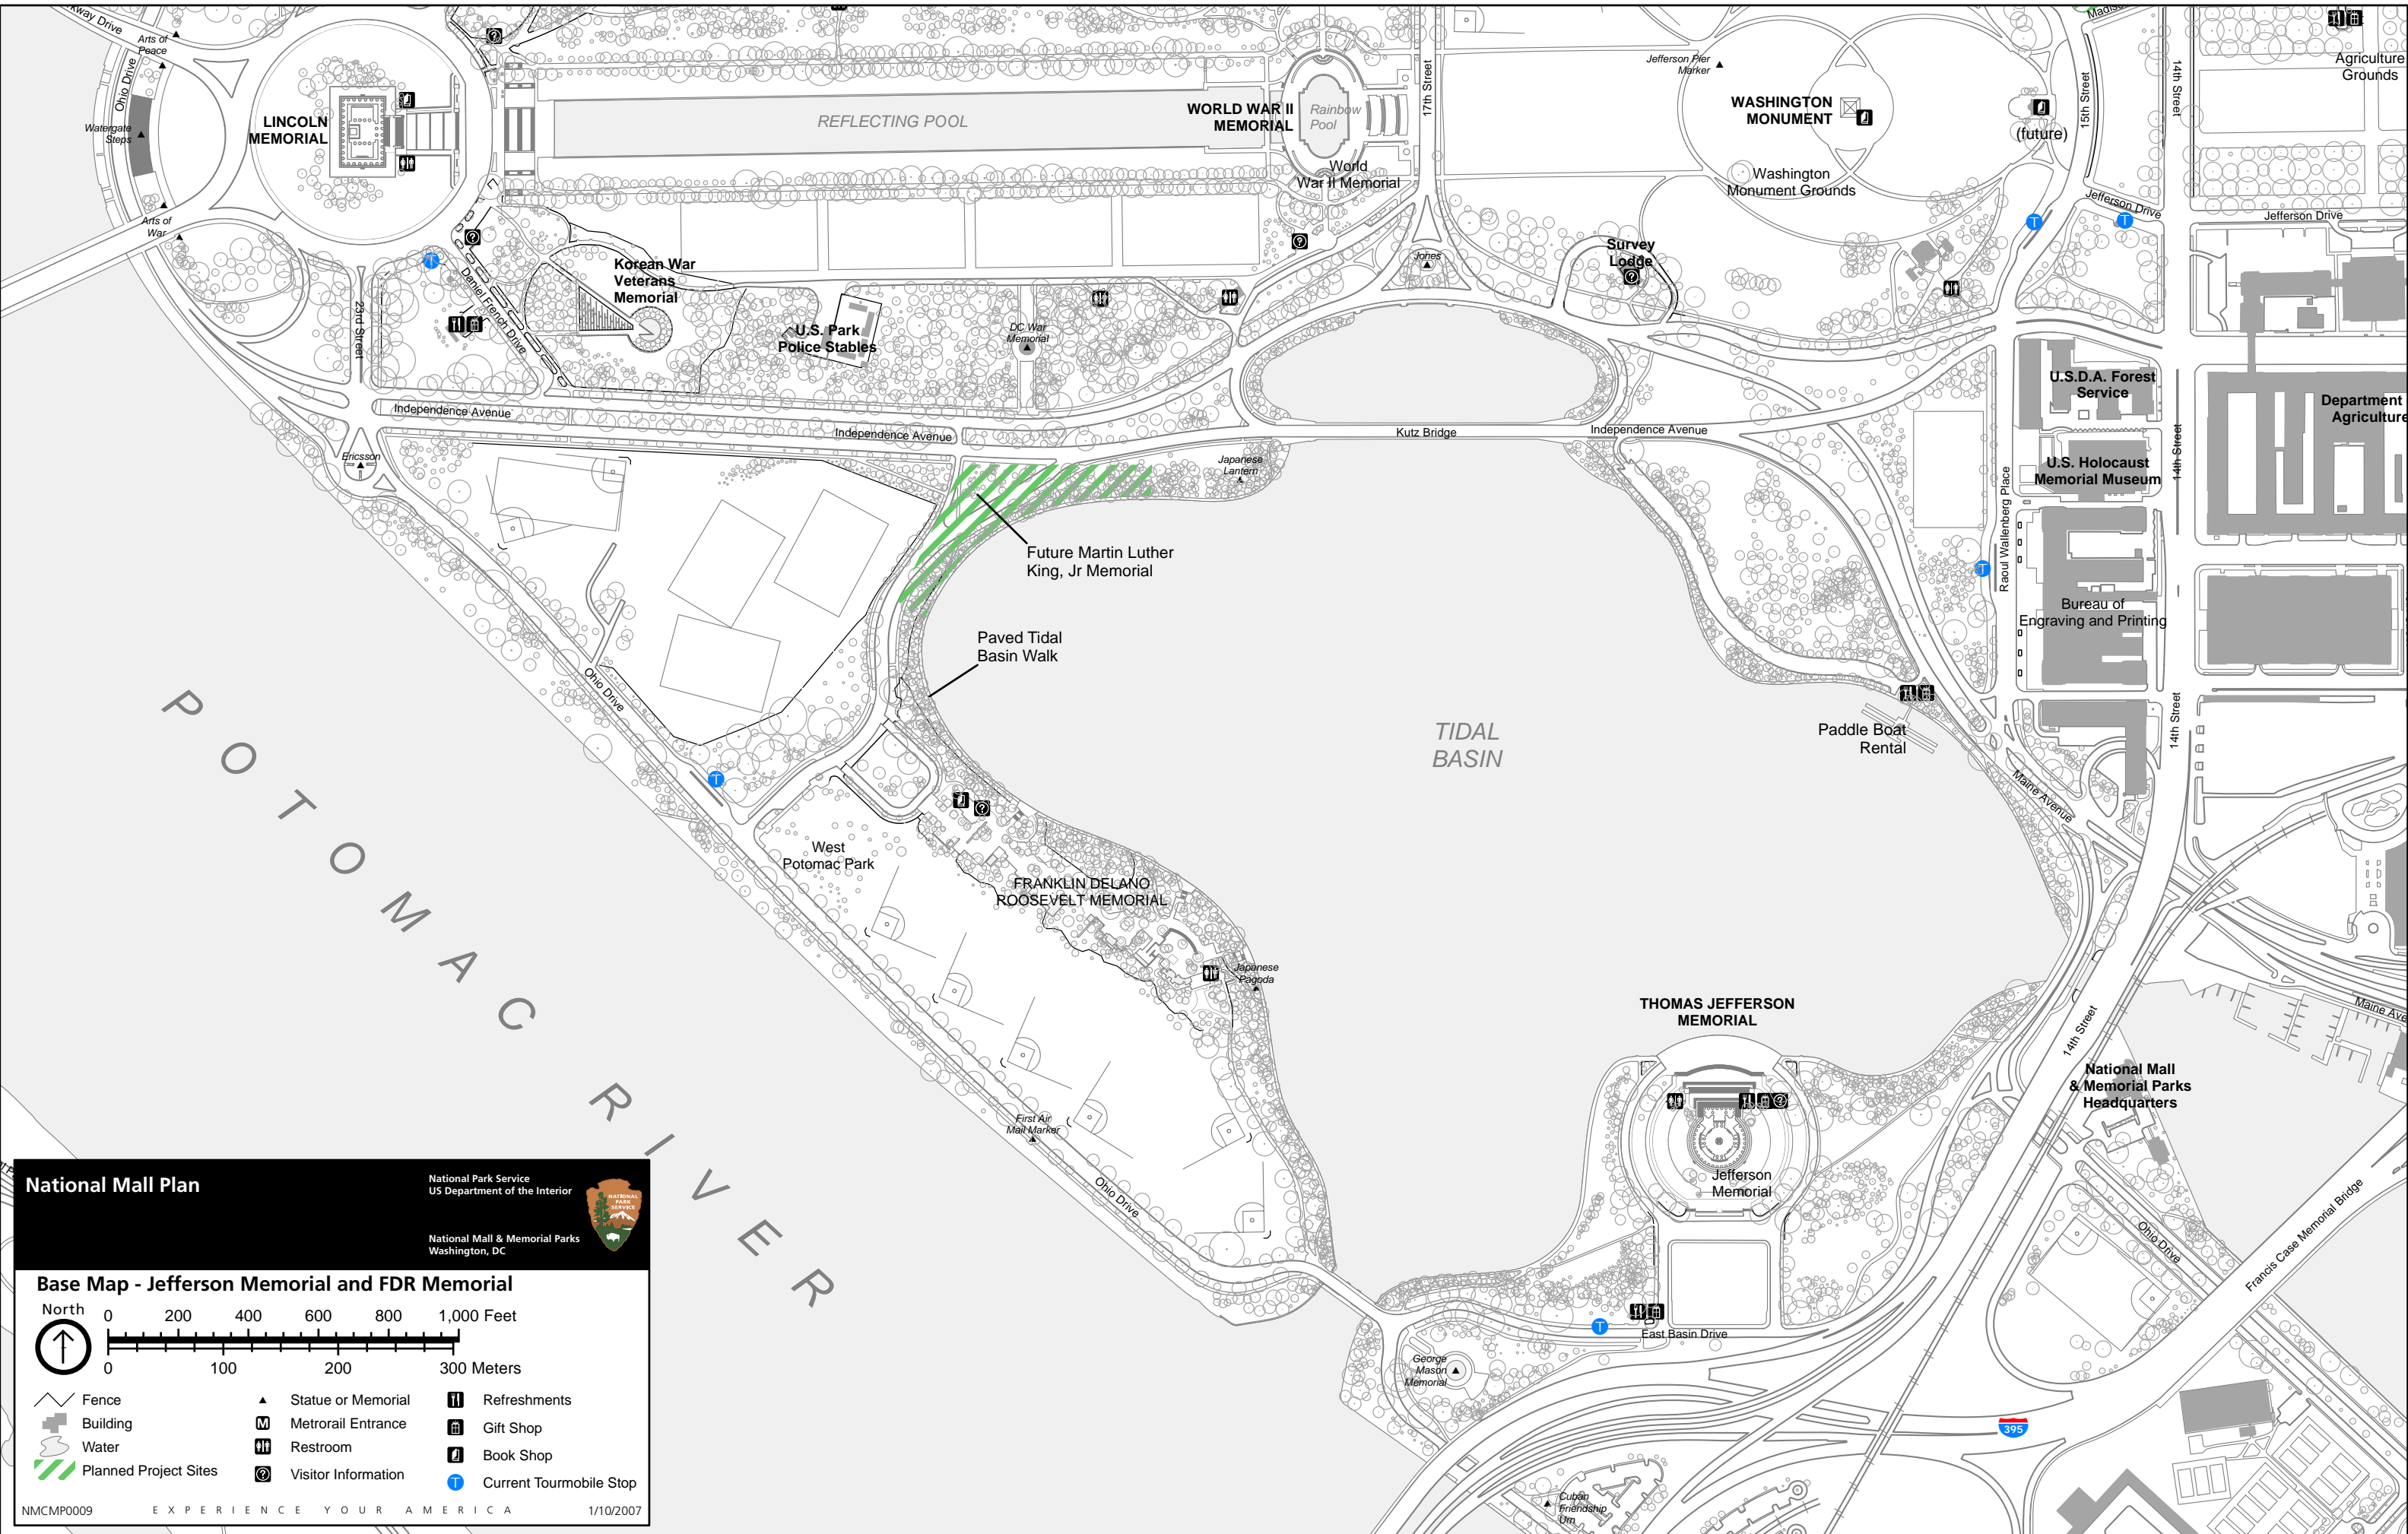 Arts of
Peace
Ohio Drive
Watergate
Steps
Arts of
War
LINCOLN
MEMORIAL
REFLECTING POOL
WORLD WAR II
MEMORIAL
Rainbow
Pool
World
War II Memorial
17th Street
Jefferson Pier
Marker
WASHINGTON
MONUMENT
Washington
Monument Grounds
(future)
15th Street
14th Street
Agriculture
Grounds
Jefferson Drive
Jefferson Drive
Korean War
Veterans
Memorial
Daniel French Drive
23rd Street
U.S. Park
Police Stables
DC War
Memorial
Jones
Survey
Lodge
U.S.D.A. Forest
Service
Department
Agriculture
Independence Avenue
Independence Avenue
Kutz Bridge
Independence Avenue
Ericsson
Japanese
Lantern
U.S. Holocaust
Memorial Museum
14th Street
Raoul Wallenberg Place
Future Martin Luther
King, Jr Memorial
Bureau of
Engraving and Printing
Paved Tidal
Basin Walk
Ohio Drive
TIDAL
BASIN
Paddle Boat
Rental
14th Street
Maine Avenue
West
Potomac Park
FRANKLIN DELANO
ROOSEVELT MEMORIAL
Japanese
Pagoda
POTOMAC RIVER
THOMAS JEFFERSON
MEMORIAL
Jefferson
Memorial
14th Street
Maine Ave
National Mall
& Memorial Parks
Headquarters
First Air
Mail Marker
Ohio Drive
Ohio Drive
Francis Case Memorial Bridge
East Basin Drive
George
Mason
Memorial
395
Cuban
Friendship
Urn
National Mall Plan
National Park Service
US Department of the Interior
NATIONAL
PARK
SERVICE
National Mall & Memorial Parks
Washington, DC
Base Map - Jefferson Memorial and FDR Memorial
North
0 200 400 600 800 1,000 Feet
0 100 200 300 Meters
Fence
Building
Water
Planned Project Sites
Statue or Memorial
M Metrorail Entrance
Restroom
? Visitor Information
Refreshments
Gift Shop
Book Shop
T Current Tourmobile Stop
NMCMP0009
EXPERIENCE YOUR AMERICA
1/10/2007